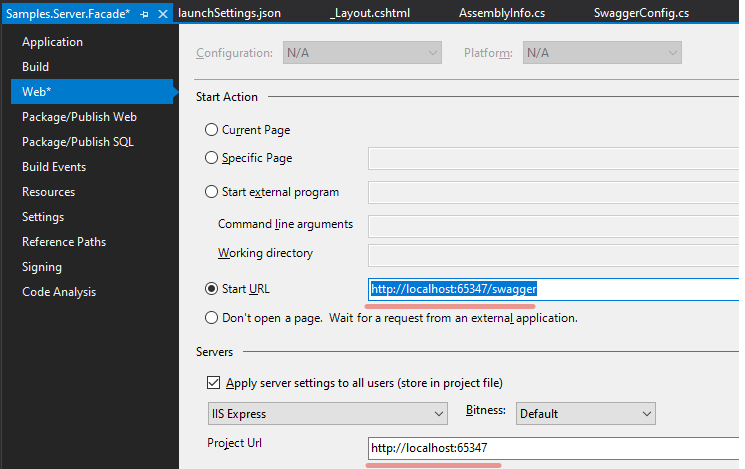 Samples.Server.Facade* launchSettings.json _Layout.cshtml AssemblyInfo.cs SwaggerConfig.cs
Application
Build
Web*
Package/Publish Web
Package/Publish SQL
Build Events
Resources
Settings
Reference Paths
Signing
Code Analysis
Configuration: N/A Platform: N/A
Start Action
Current Page
Specific Page
Start external program
Command line arguments
Working directory
Start URL http://localhost:65347/swagger
Don't open a page. Wait for a request from an external application.
Servers
Apply server settings to all users (store in project file)
IIS Express Bitness: Default
Project Url http://localhost:65347